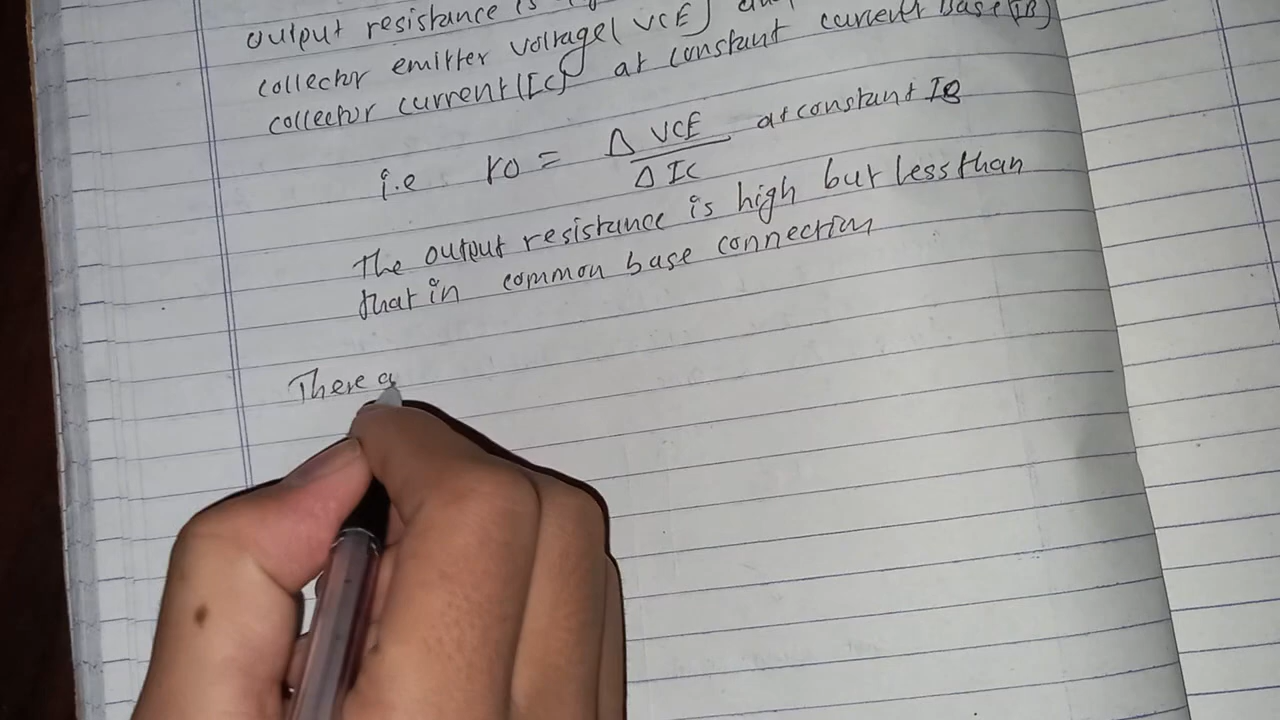 output resistance is
collector emitter voltage (VCE)
collector current (IC) at constant current Base (IB)
i.e ro = ΔVCE / ΔIC at constant IB
The output resistance is high but less than
that in common base connection
There a